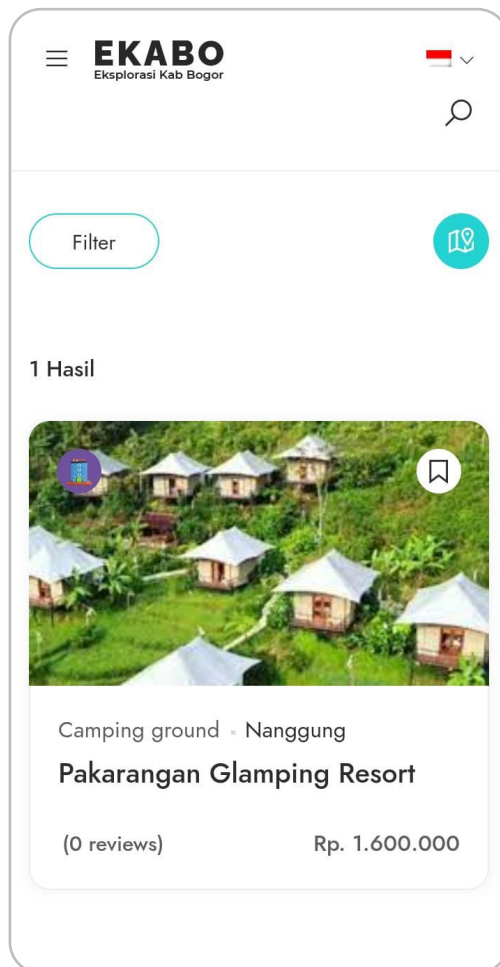 EKABO
Eksplorasi Kab Bogor
Filter
1 Hasil
Camping ground • Nanggung
Pakarangan Glamping Resort
(0 reviews) Rp. 1.600.000